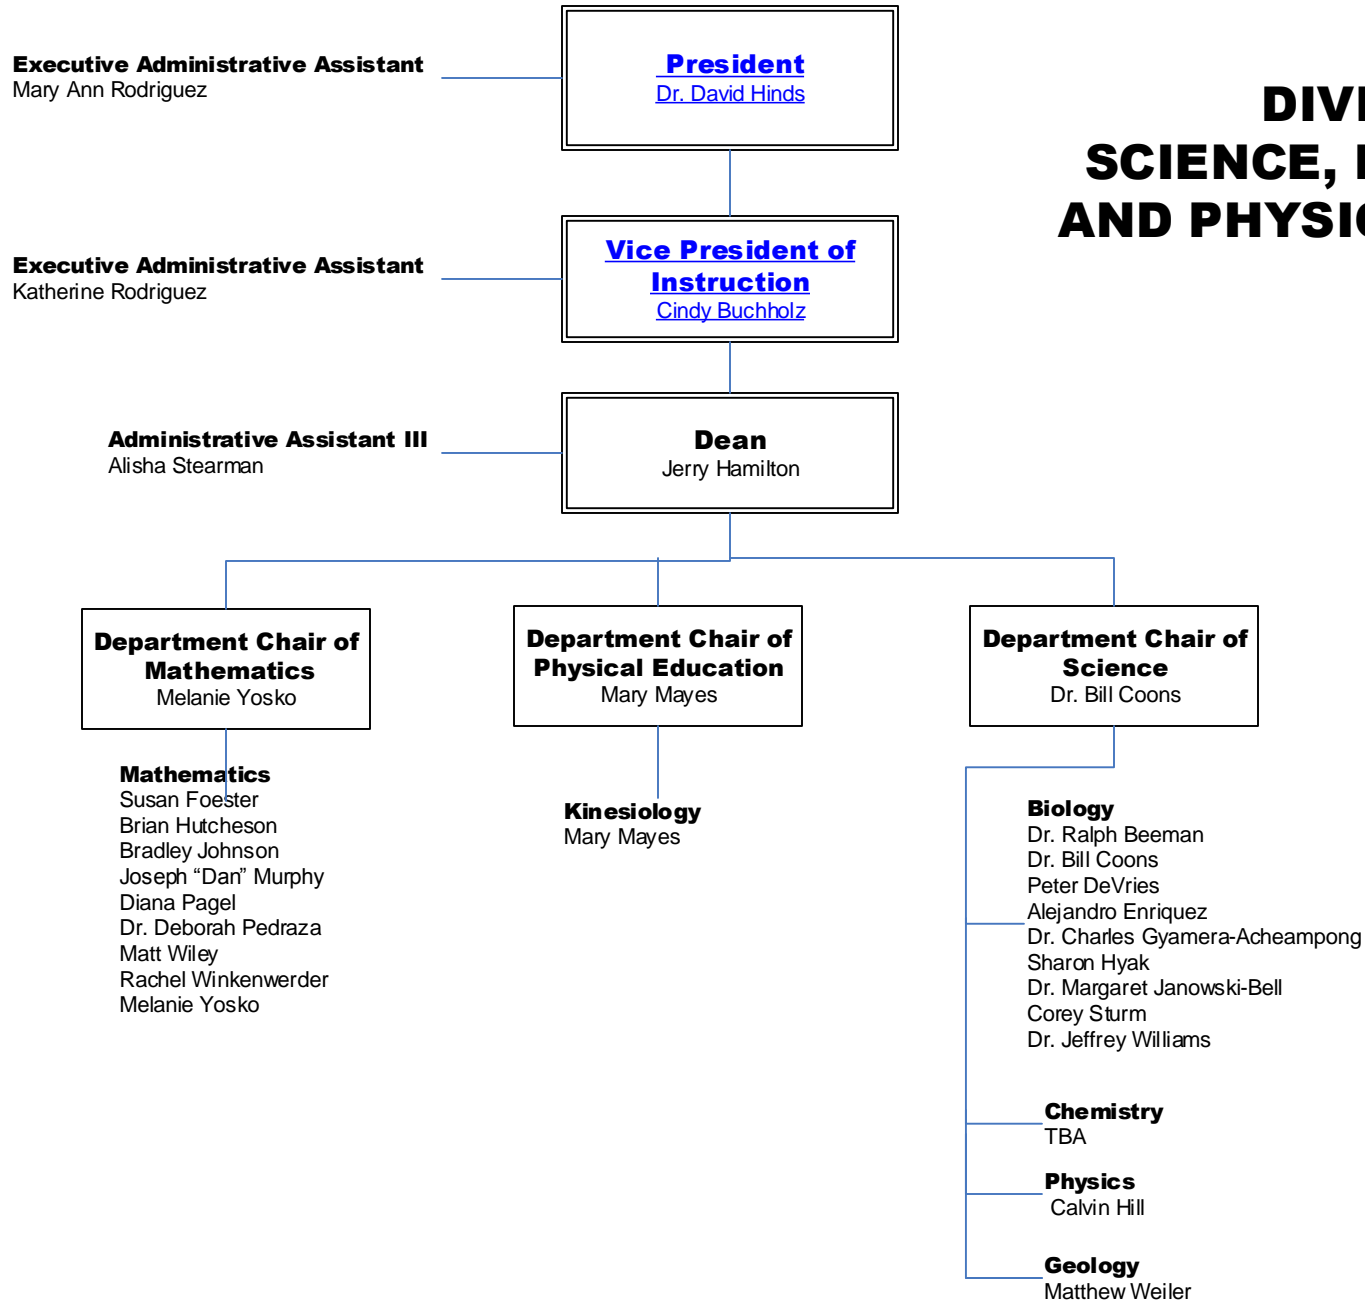 Executive Administrative Assistant
Mary Ann Rodriguez
President
Dr. David Hinds
SCIENCE,
AND
Executive Administrative Assistant
Katherine Rodriguez
Vice President of
Instruction
Cindy Buchholz
Administrative Assistant III
Alisha Stearman
Dean
Jerry Hamilton
Department Chair of
Mathematics
Melanie Yosko
Department Chair of
Physical Education
Mary Mayes
Department Chair of
Science
Dr. Bill Coons
Mathematics
Susan Foester
Brian Hutcheson
Bradley Johnson
Joseph “Dan” Murphy
Diana Pagel
Dr. Deborah Pedraza
Matt Wiley
Rachel Winkenwerder
Melanie Yosko
Kinesiology
Mary Mayes
Biology
Dr. Ralph Beeman
Dr. Bill Coons
Peter DeVries
Alejandro Enriquez
Dr. Charles Gyamera-Acheampong
Sharon Hyak
Dr. Margaret Janowski-Bell
Corey Sturm
Dr. Jeffrey Williams
Chemistry
TBA
Physics
Calvin Hill
Geology
Matthew Weiler